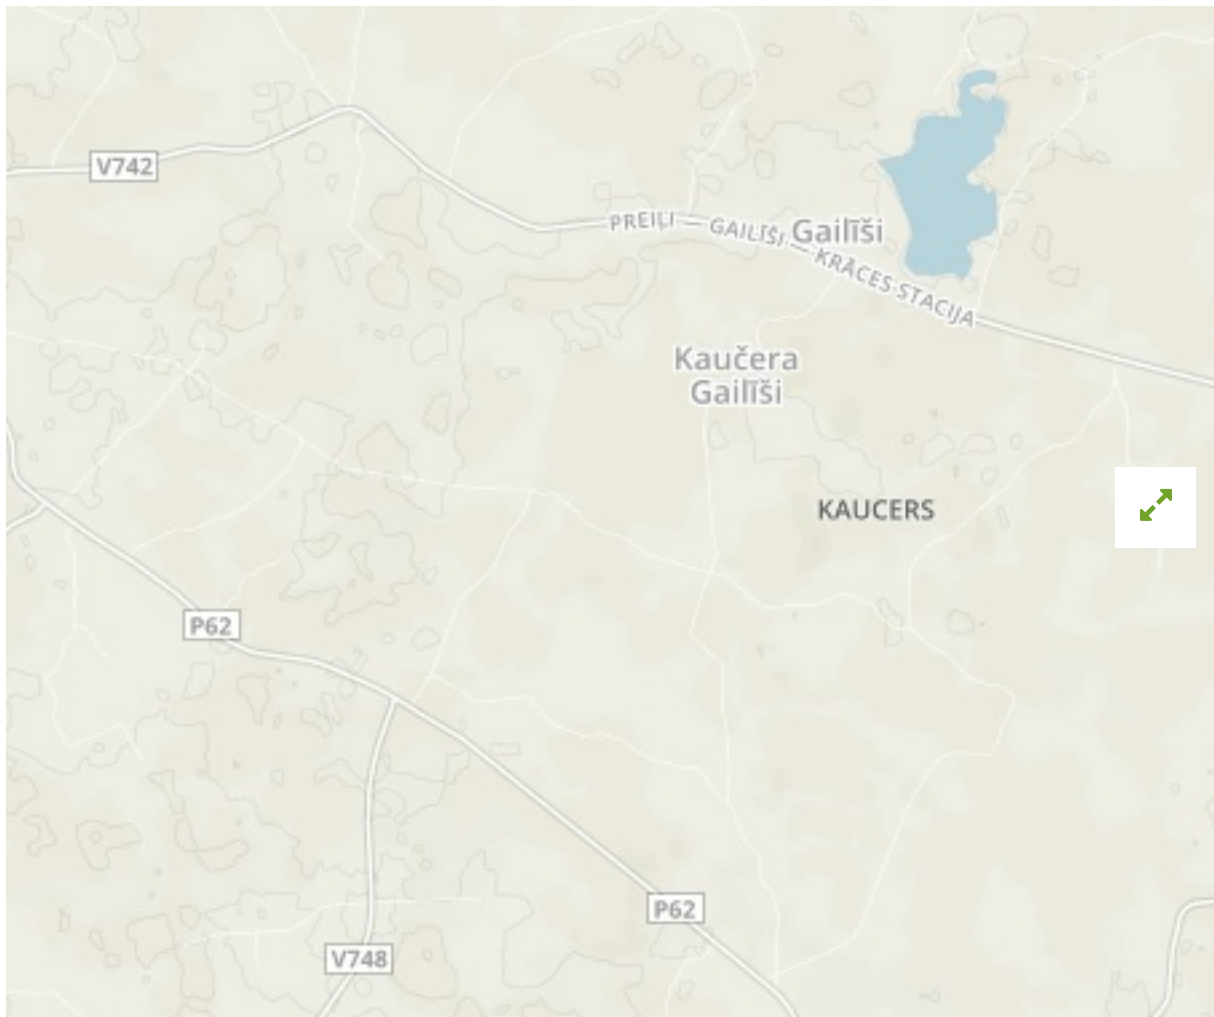 V742
PREIĻI — GAILĪŠI — KRĀCES STACIJA
Gailīši
Kaučera
Gailīši
KAUCERS
P62
P62
V748